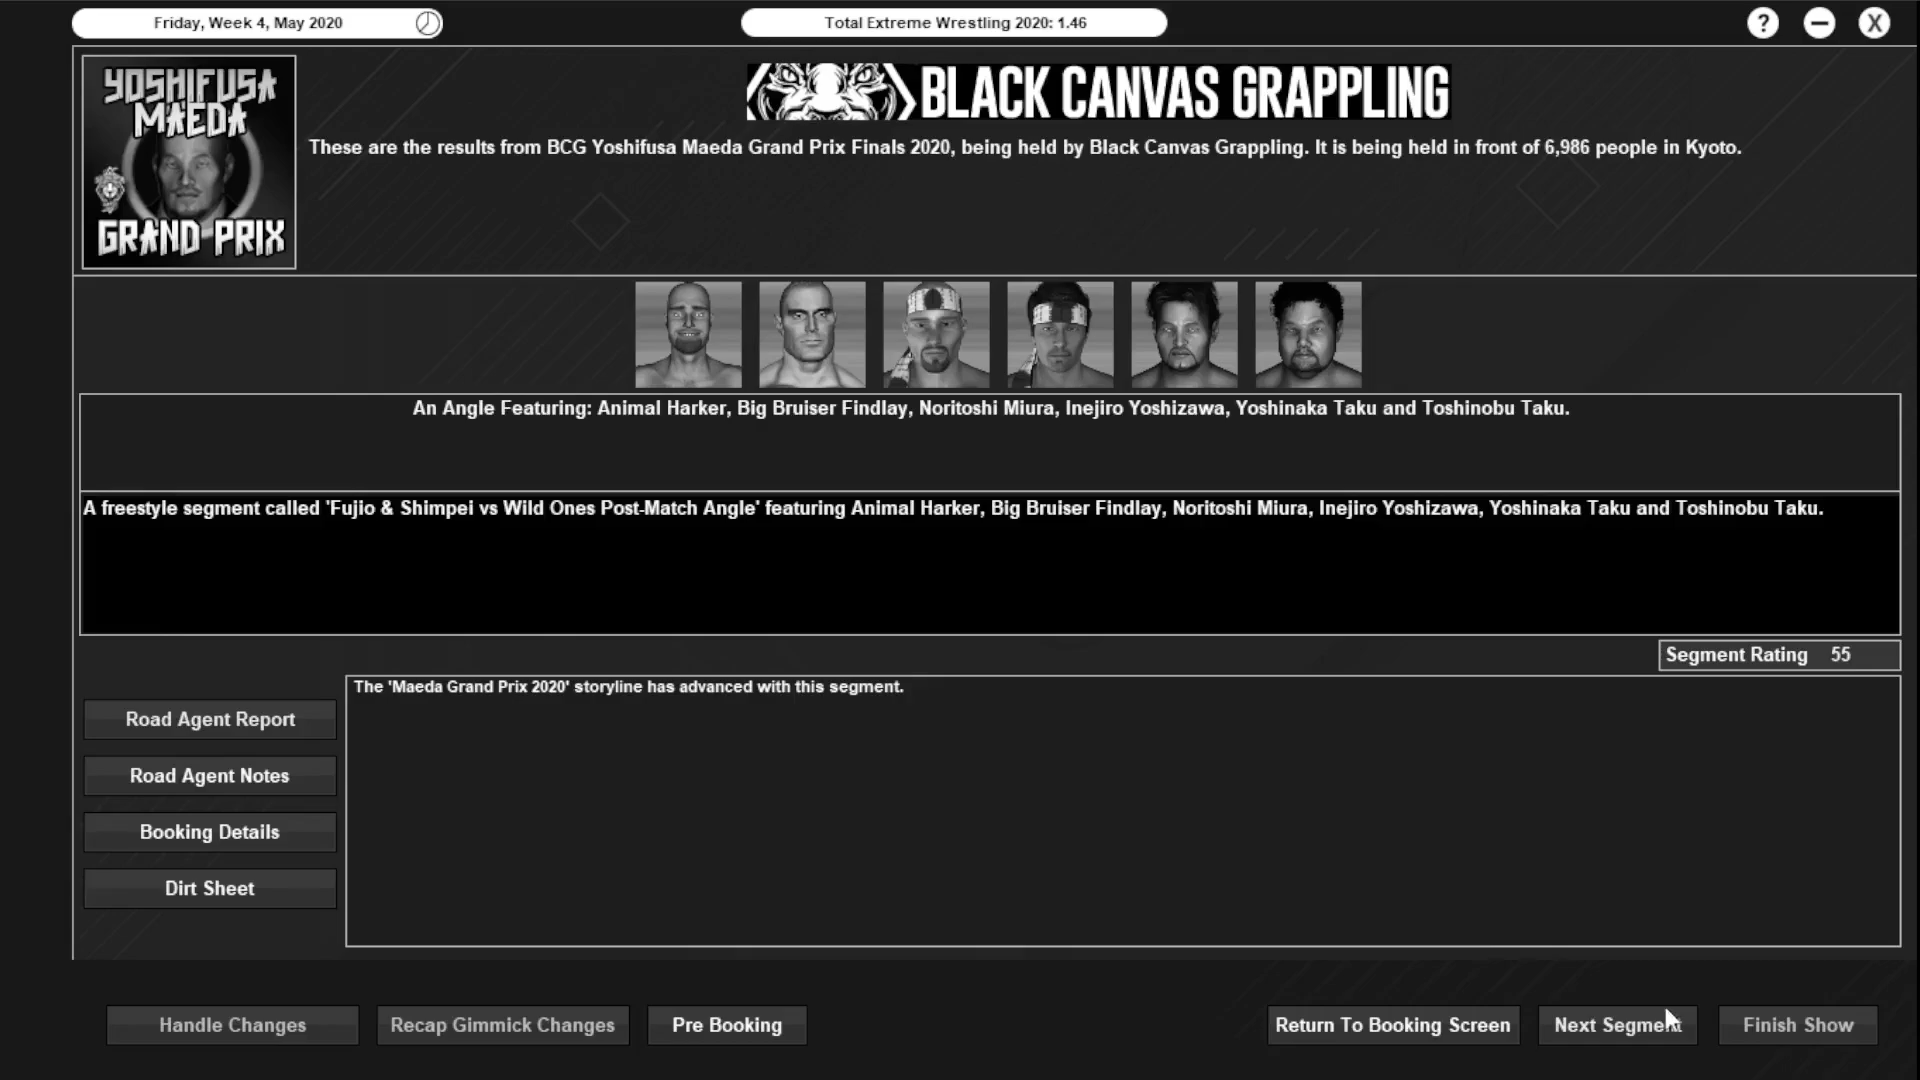 Friday, Week 4, May 2020
Total Extreme Wrestling 2020: 1.46
?
X
YOSHIFUSA
MAEDA
GRAND PRIX
BLACK CANVAS GRAPPLING
These are the results from BCG Yoshifusa Maeda Grand Prix Finals 2020, being held by Black Canvas Grappling. It is being held in front of 6,986 people in Kyoto.
An Angle Featuring: Animal Harker, Big Bruiser Findlay, Noritoshi Miura, Inejiro Yoshizawa, Yoshinaka Taku and Toshinobu Taku.
A freestyle segment called 'Fujio & Shimpei vs Wild Ones Post-Match Angle' featuring Animal Harker, Big Bruiser Findlay, Noritoshi Miura, Inejiro Yoshizawa, Yoshinaka Taku and Toshinobu Taku.
Segment Rating 55
The 'Maeda Grand Prix 2020' storyline has advanced with this segment.
Road Agent Report
Road Agent Notes
Booking Details
Dirt Sheet
Handle Changes
Recap Gimmick Changes
Pre Booking
Return To Booking Screen
Next Segment
Finish Show